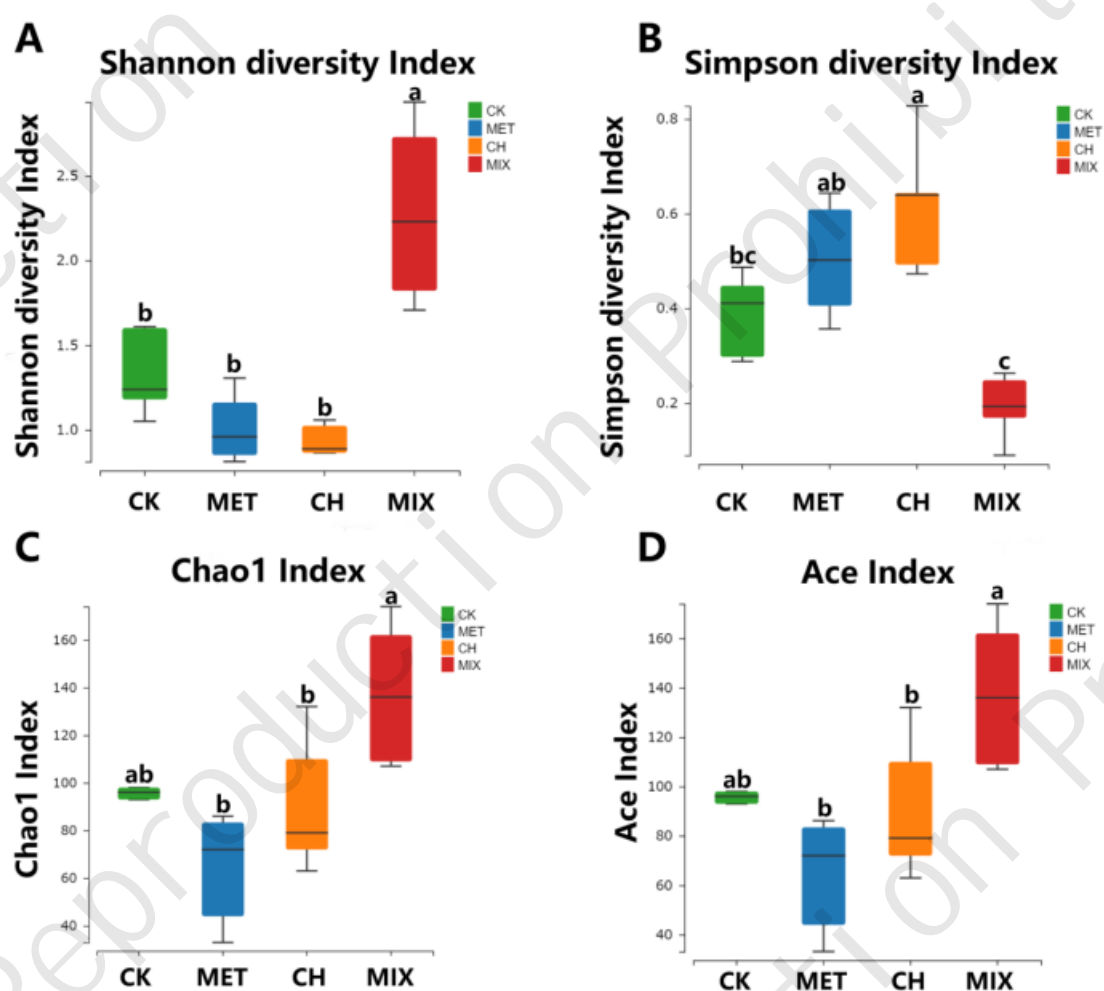 A
Shannon diversity Index
Shannon diversity Index
2.5
2.0
1.5
1.0
a
b
b
b
CK
MET
CH
MIX
CK
MET
CH
MIX
B
Simpson diversity Index
Simpson diversity Index
0.8
0.6
0.4
0.2
a
ab
bc
c
CK
MET
CH
MIX
CK
MET
CH
MIX
C
Chao1 Index
Chao1 Index
160
140
120
100
80
60
40
a
b
ab
b
CK
MET
CH
MIX
CK
MET
CH
MIX
D
Ace Index
Ace Index
160
140
120
100
80
60
40
a
b
ab
b
CK
MET
CH
MIX
CK
MET
CH
MIX
Reproduction Prohibit